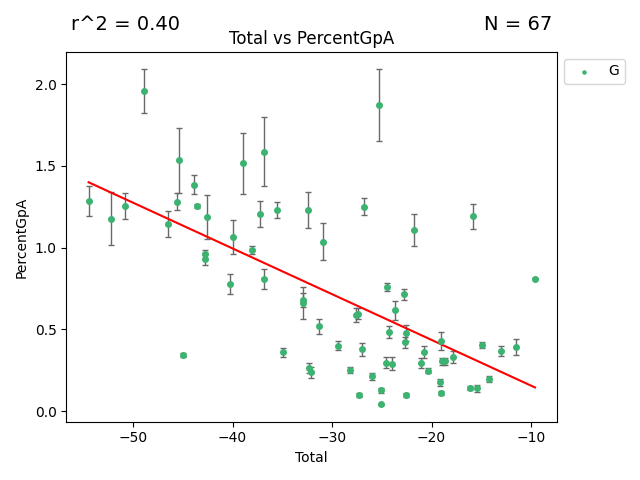 r^2 = 0.40
N = 67
Total vs PercentGpA
G
2.0
1.5
1.0
0.5
0.0
PercentGpA
−50
−40
−30
−20
−10
Total